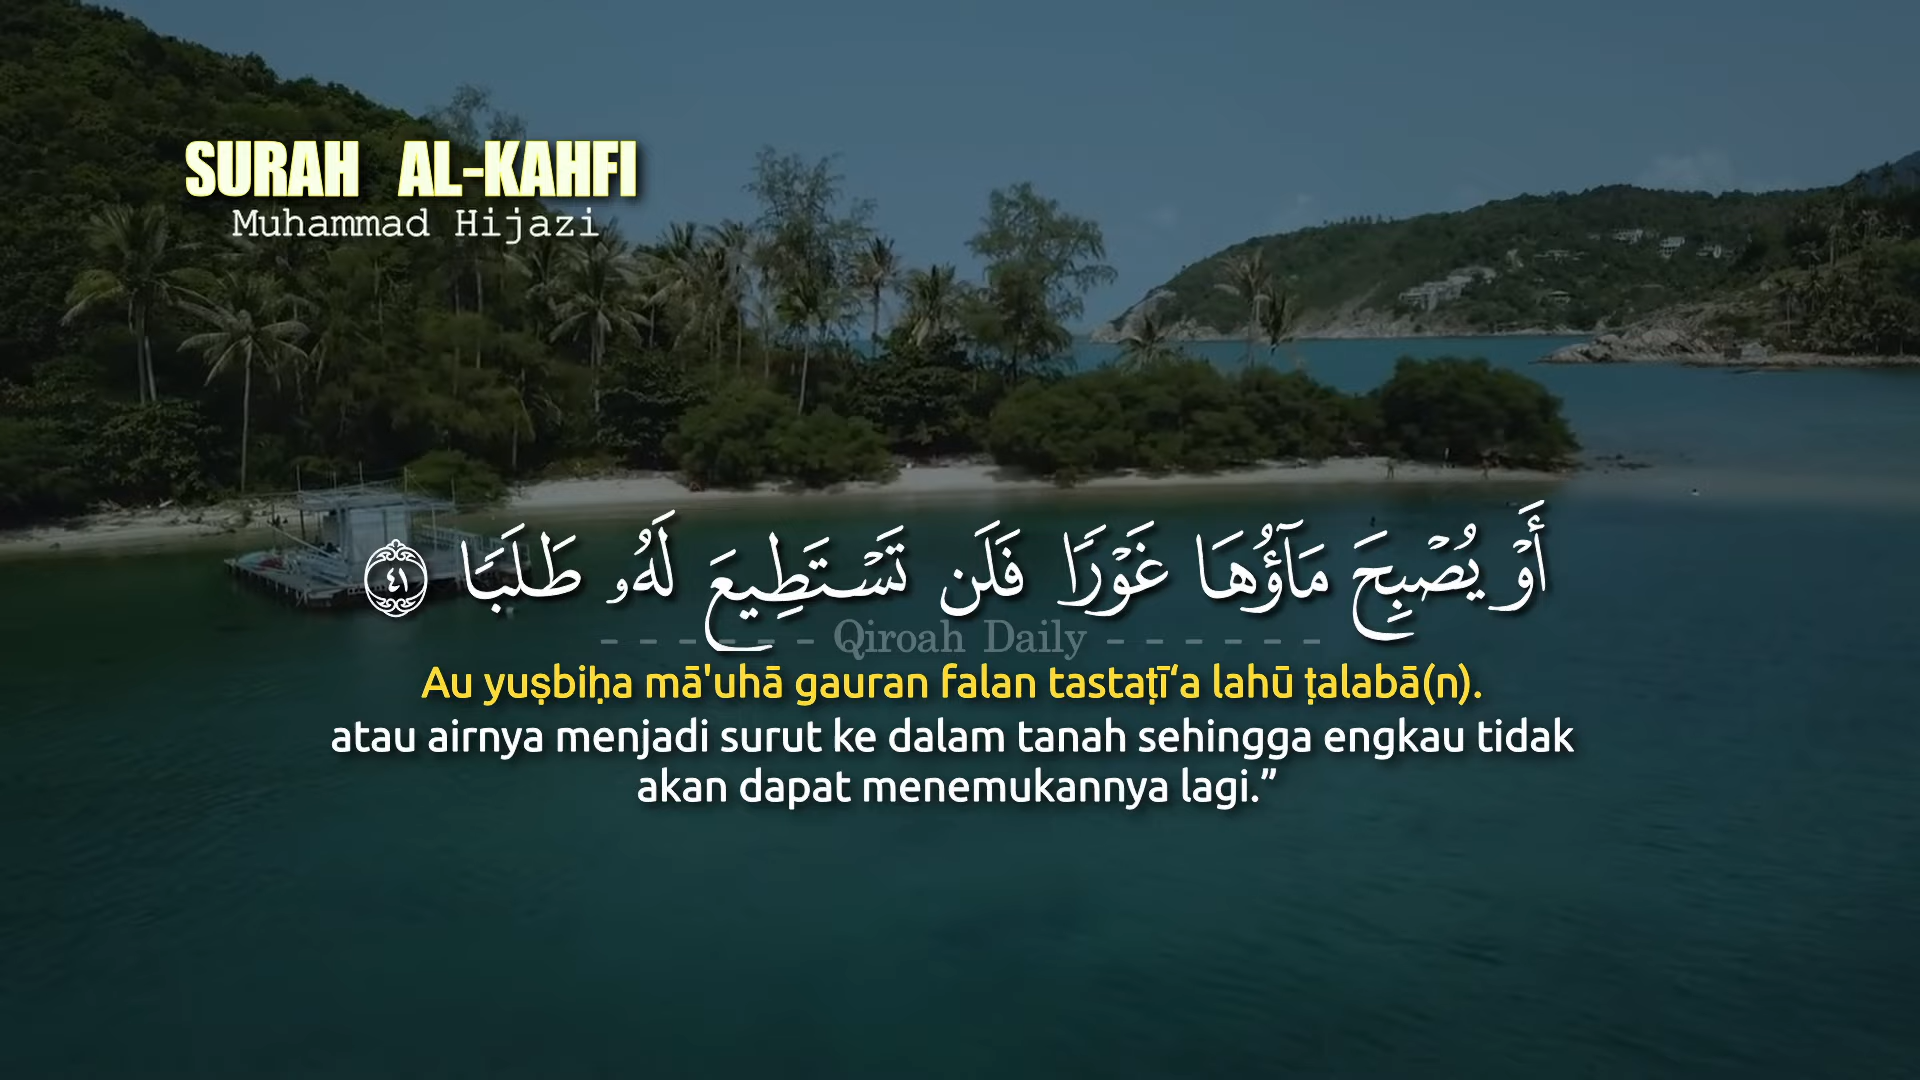 SURAH AL-KAHFI
Muhammad Hijazi
أَوْ يُصْبِحَ مَآؤُهَا غَوْرًا فَلَن تَسْتَطِيعَ لَهُۥ طَلَبًا ٤١
- - - - - - Qiroah Daily - - - - - -
Au yuṣbiḥa mā'uhā gauran falan tastaṭī‘a lahū ṭalabā(n).
atau airnya menjadi surut ke dalam tanah sehingga engkau tidak
akan dapat menemukannya lagi.”